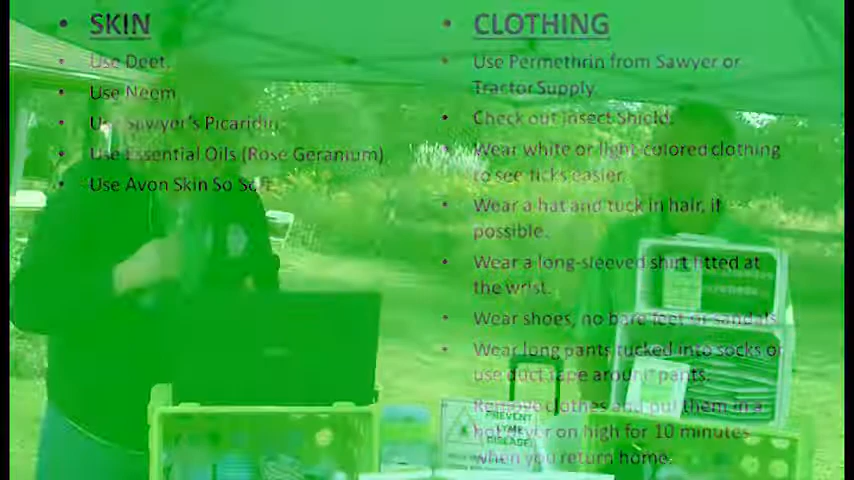 SKIN
Use Deet.
Use Neem
Use Sawyer's Picaridin
Use Essential Oils (Rose Geranium)
Use Avon Skin So Soft
CLOTHING
Use Permethrin from Sawyer or
Tractor Supply.
Check out Insect Shield.
Wear white or light-colored clothing
to see ticks easier.
Wear a hat and tuck in hair, if
possible.
Wear a long-sleeved shirt fitted at
the wrist.
Wear shoes, no bare feet or sandals.
Wear long pants tucked into socks or
use duct tape around pants.
Remove clothes and put them in a
hot dryer on high for 10 minutes
when you return home.
PREVENT
LYME
DISEASE